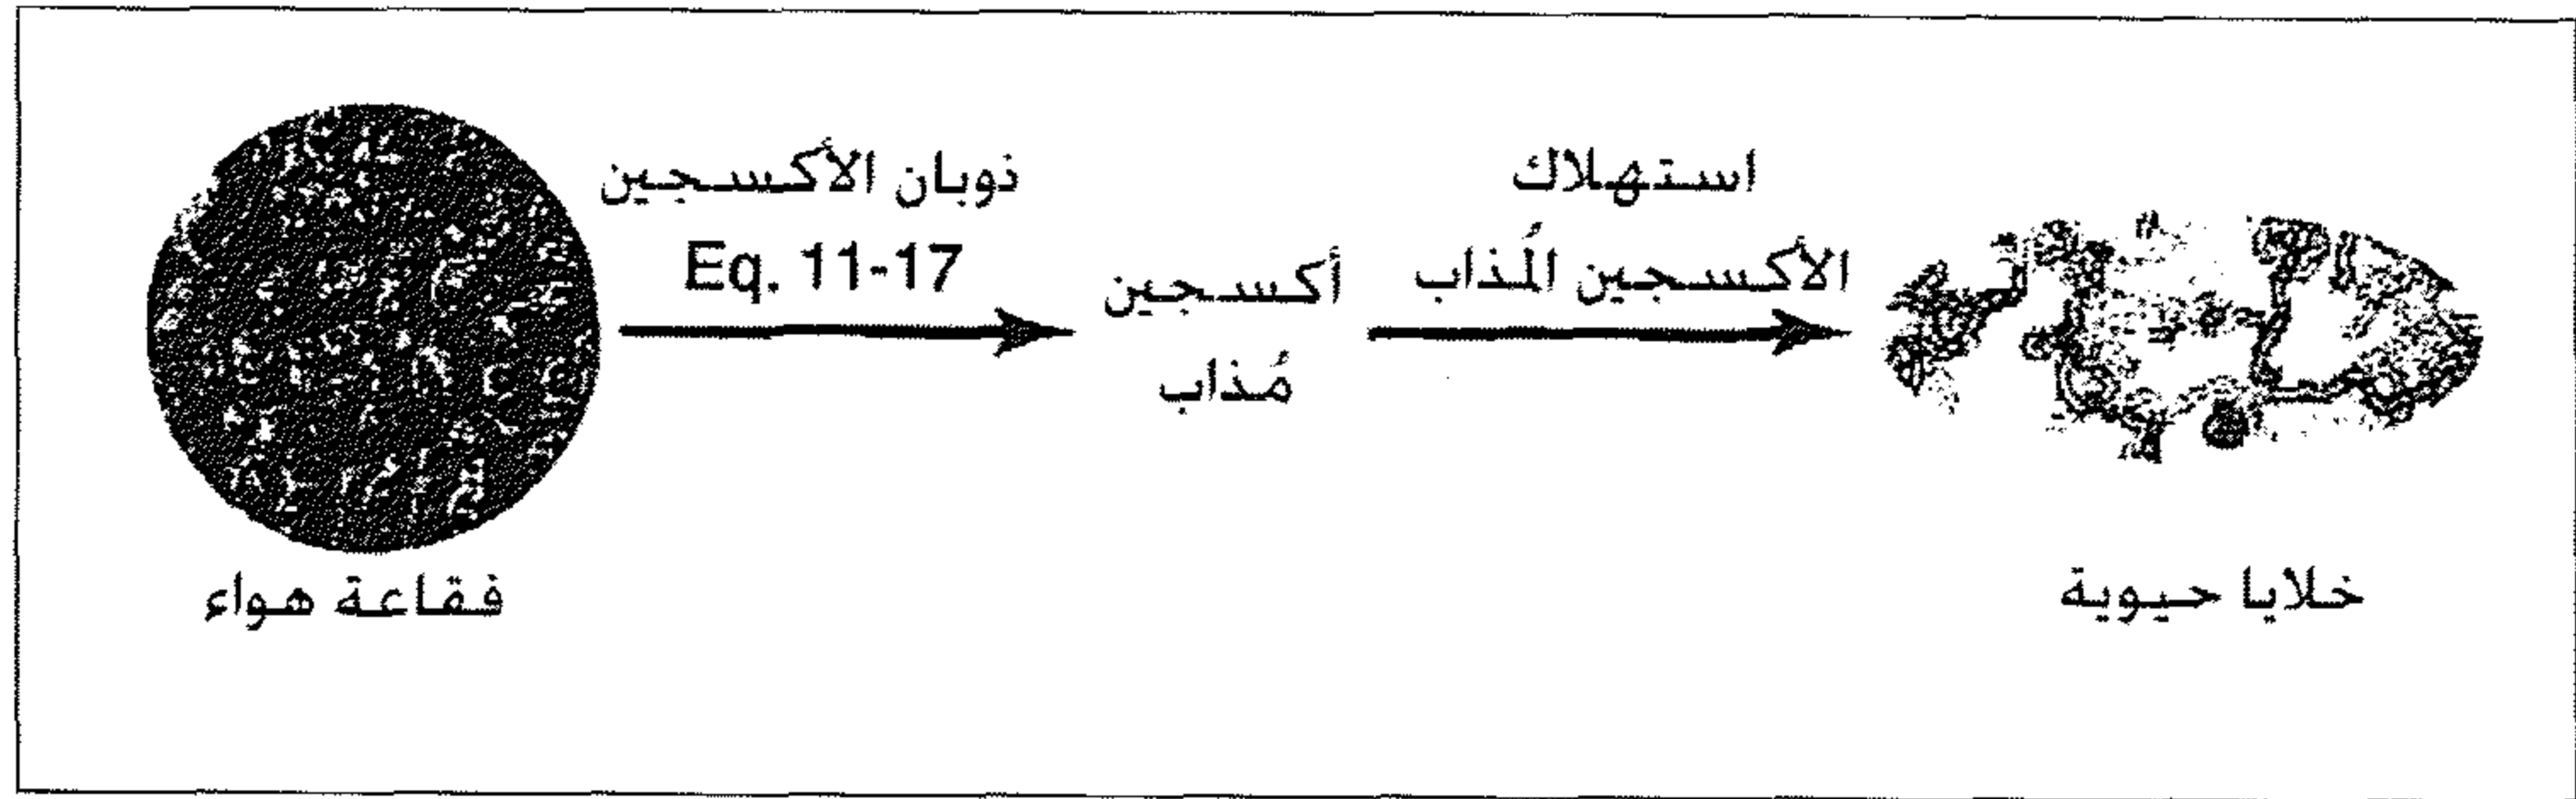 ذوبان الأكسجين
Eq. 11-17
أكسجين
مُذاب
استهلاك
الأكسجين المُذاب
فقاعة هواء
خلايا حيوية